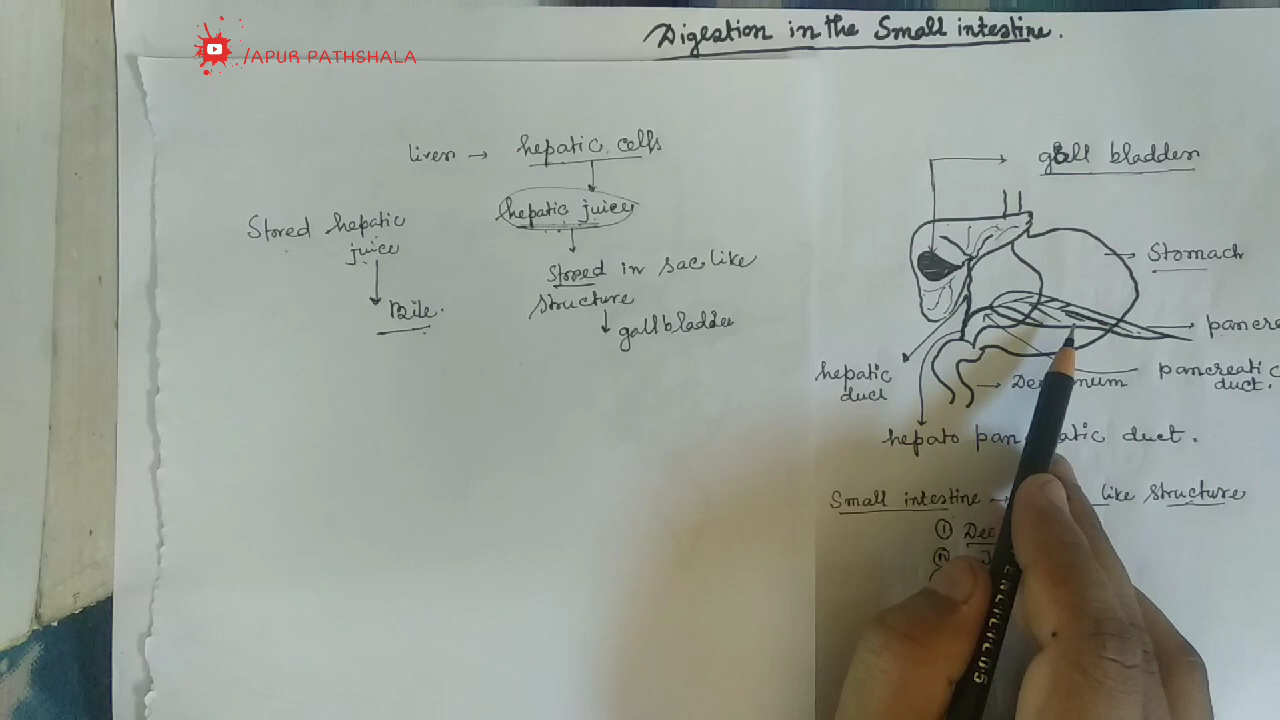 Digestion in the Small intestine.
/APUR PATHSHALA
liver → hepatic cells
hepatic juice
Stored in sac like
structure
gallbladder
Stored hepatic
juice
Bile.
gall bladder
Stomach
hepatic
duct
pancreatic
duct.
hepato duct.
Small intestine → like structure
①
②